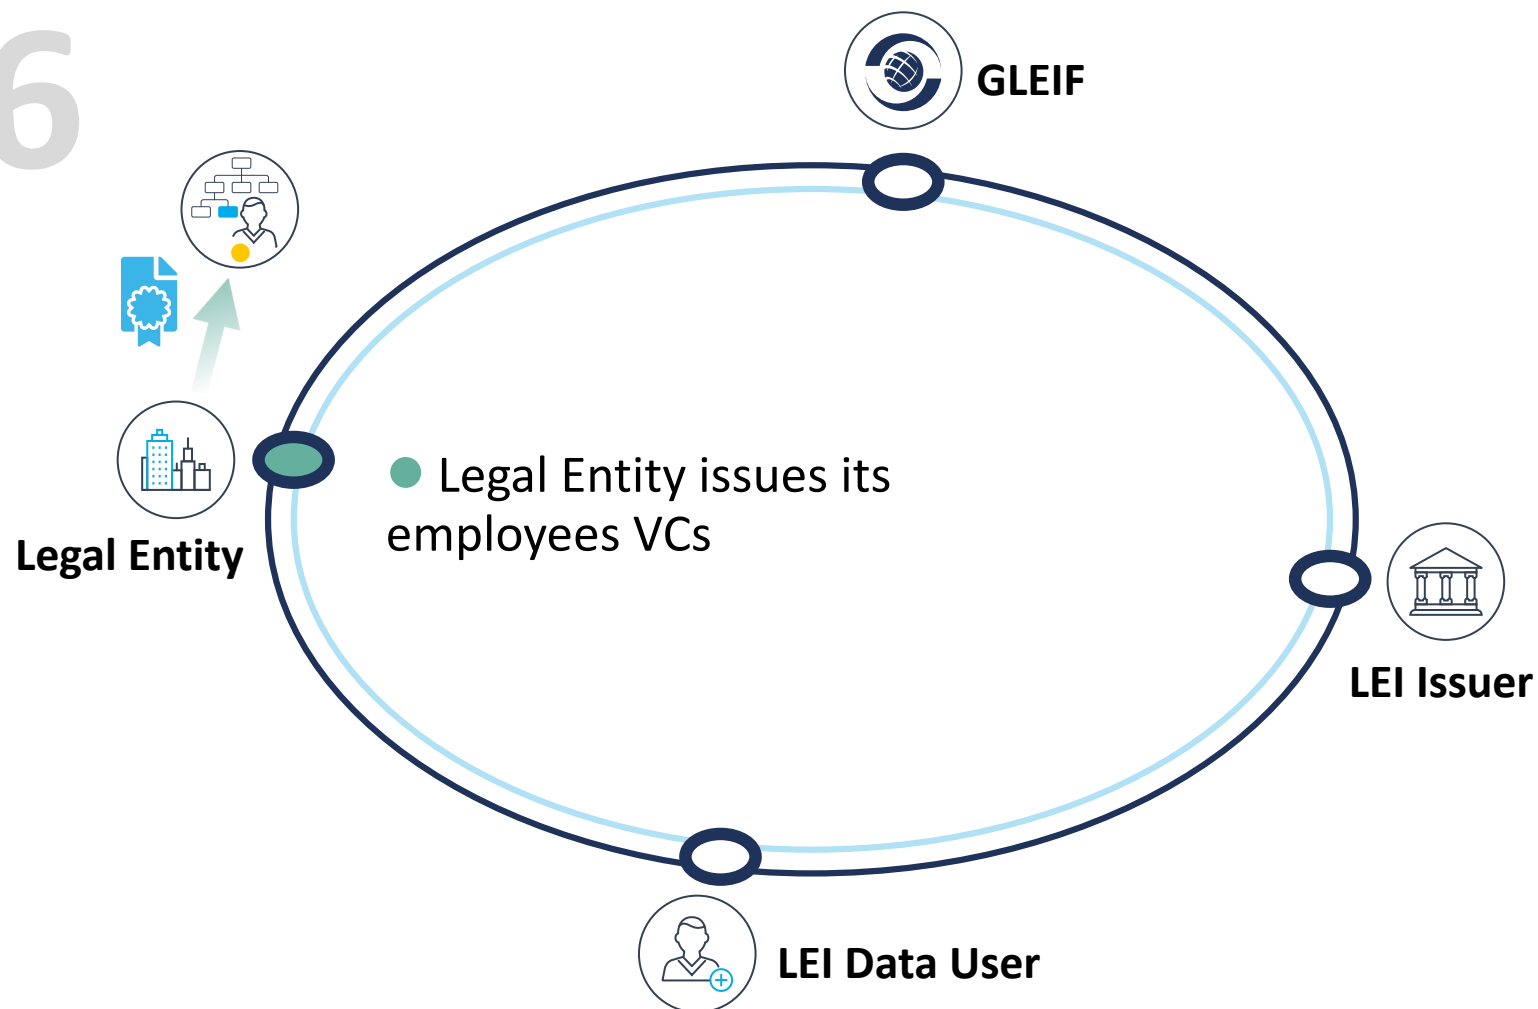 6
GLEIF
Legal Entity issues its
employees VCs
Legal Entity
LEI Issuer
LEI Data User